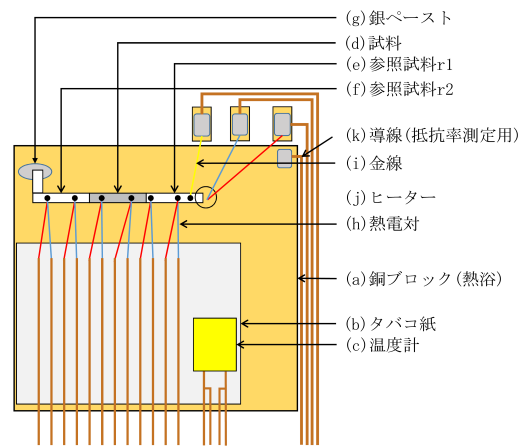 (g)銀ペースト
(d)試料
(e)参照試料r1
(f)参照試料r2
(k)導線(抵抗率測定用)
(i)金線
(j)ヒーター
(h)熱電対
(a)銅ブロック(熱浴)
(b)タバコ紙
(c)温度計